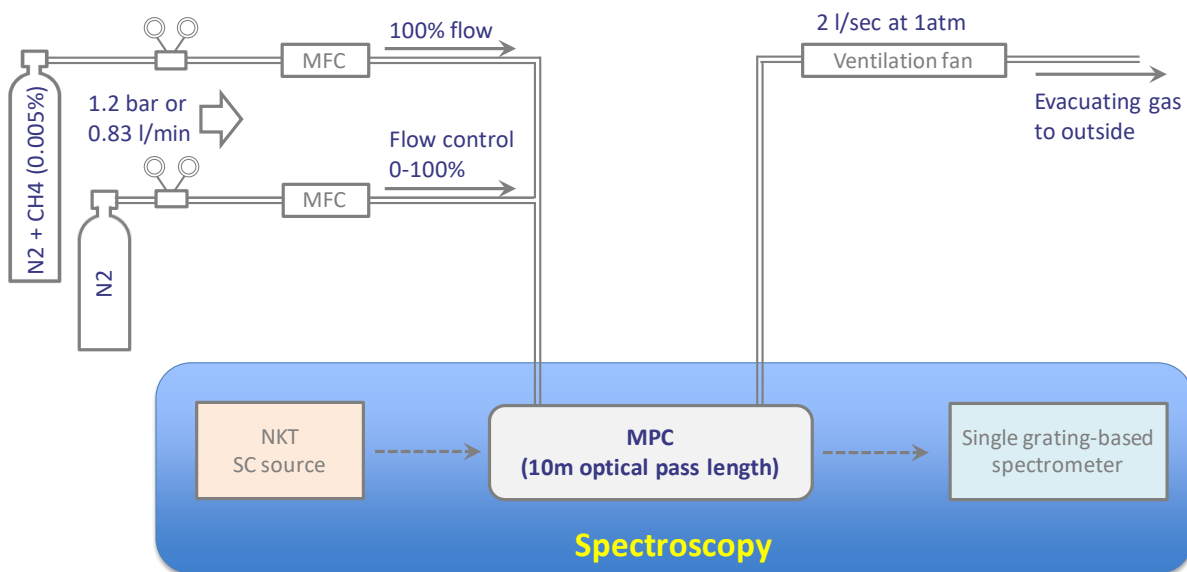 N2 + CH4 (0.005%)
MFC
100% flow
1.2 bar or
0.83 l/min
N2
MFC
Flow control
0-100%
2 l/sec at 1atm
Ventilation fan
Evacuating gas
to outside
NKT
SC source
MPC
(10m optical pass length)
Single grating-based
spectrometer
Spectroscopy